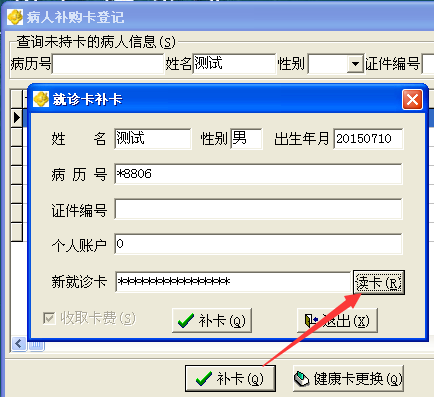 病人补购卡登记
查询未持卡的病人信息(S)
病历号 姓名 测试 性别 证件编号
就诊卡补卡
姓 名 测试 性别 男 出生年月 20150710
病 历 号 *8806
证件编号
个人账户 0
新就诊卡 **************** 读卡(R)
收取卡费(S) 补卡(Q) 退出(X)
补卡(Q) 健康卡更换(Q)